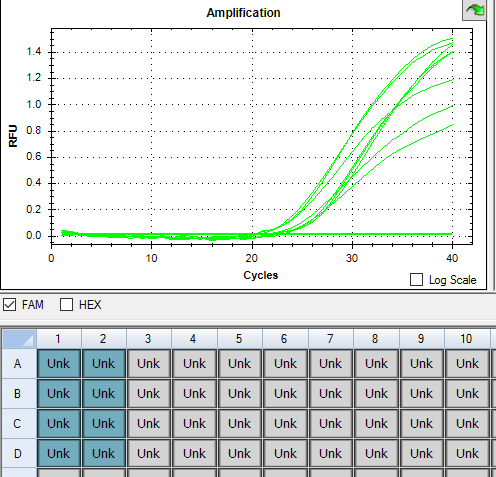 Amplification
1.4
1.2
1.0
0.8
0.6
0.4
0.2
0.0
RFU
0 10 20 30 40
Cycles
Log Scale
FAM HEX
1 2 3 4 5 6 7 8 9 10
A Unk Unk Unk Unk Unk Unk Unk Unk Unk Unk
B Unk Unk Unk Unk Unk Unk Unk Unk Unk Unk
C Unk Unk Unk Unk Unk Unk Unk Unk Unk Unk
D Unk Unk Unk Unk Unk Unk Unk Unk Unk Unk